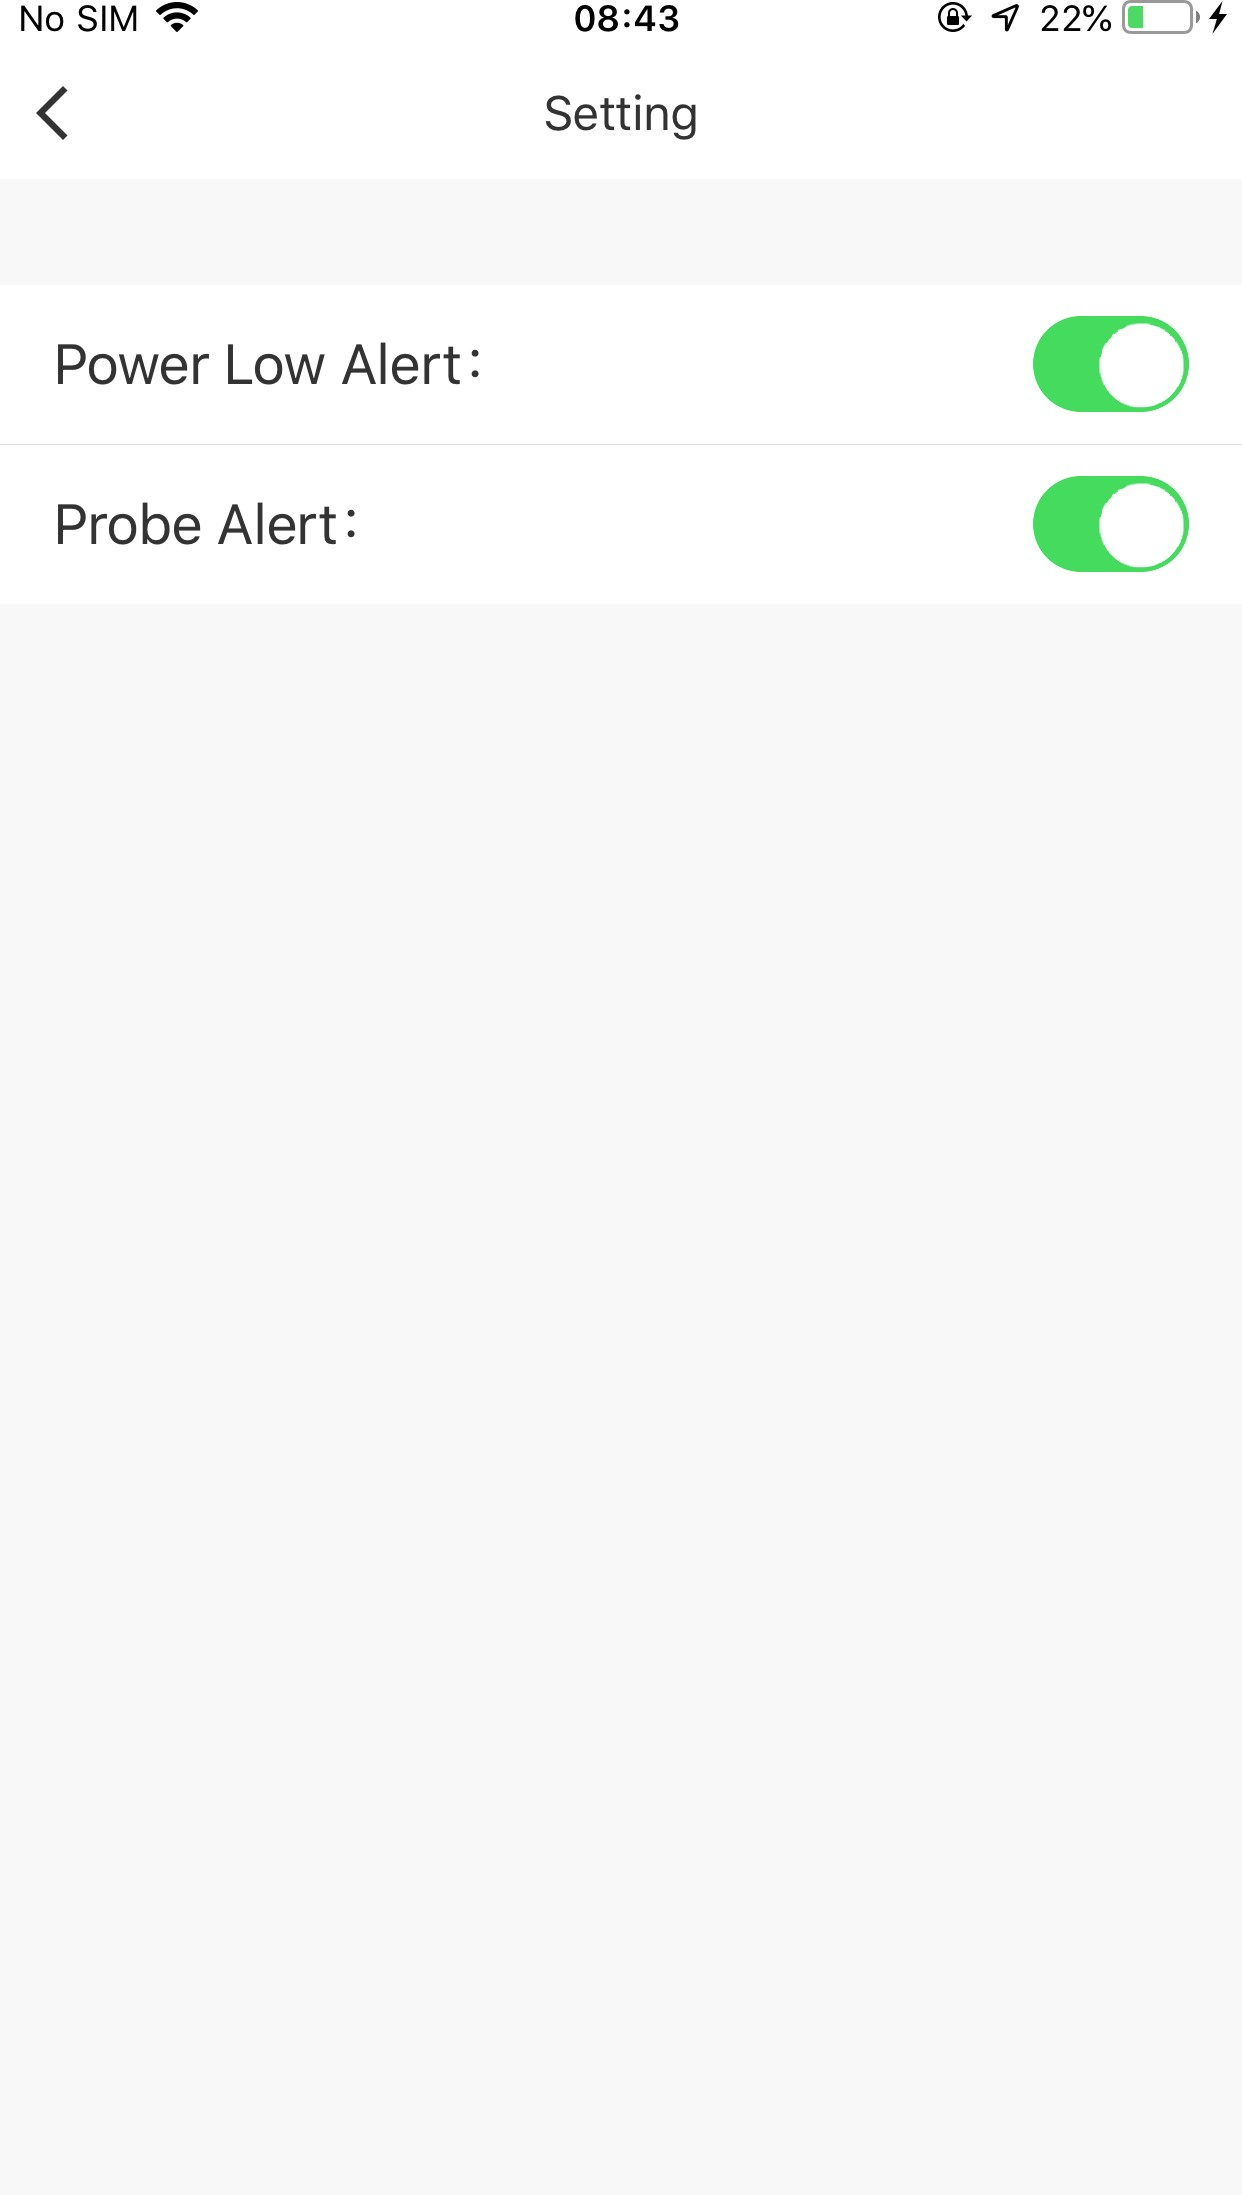 No SIM 08:43 22%
Setting
Power Low Alert:
Probe Alert: